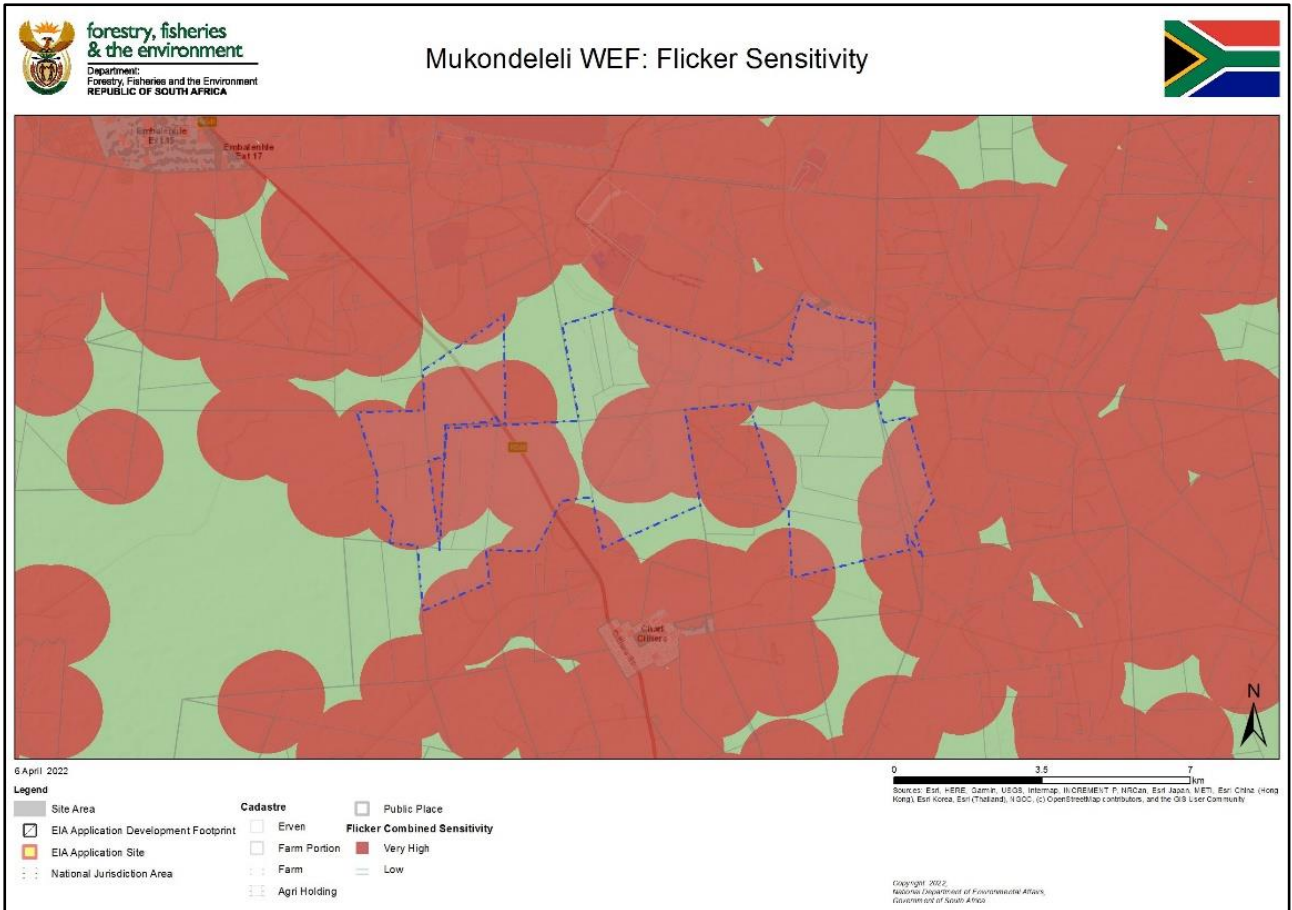 forestry, fisheries
& the environment
Department:
Forestry, Fisheries and the Environment
REPUBLIC OF SOUTH AFRICA
Mukondeleli WEF: Flicker Sensitivity
Embalenhle
Embalenhle
Ext 17
Charl
Cilliers
N
6 April 2022
0 3.5 7
km
Legend
Site Area
EIA Application Development Footprint
EIA Application Site
National Jurisdiction Area
Cadastre
Erven
Farm Portion
Farm
Agri Holding
Public Place
Flicker Combined Sensitivity
Very High
Low
Sources: Esri, HERE, Garmin, USGS, Intermap, INCREMENT P, NRCan, Esri Japan, METI, Esri China (Hong
Kong), Esri Korea, Esri (Thailand), NGCC, (c) OpenStreetMap contributors, and the GIS User Community
Copyright 2022,
National Department of Environmental Affairs,
Government of South Africa